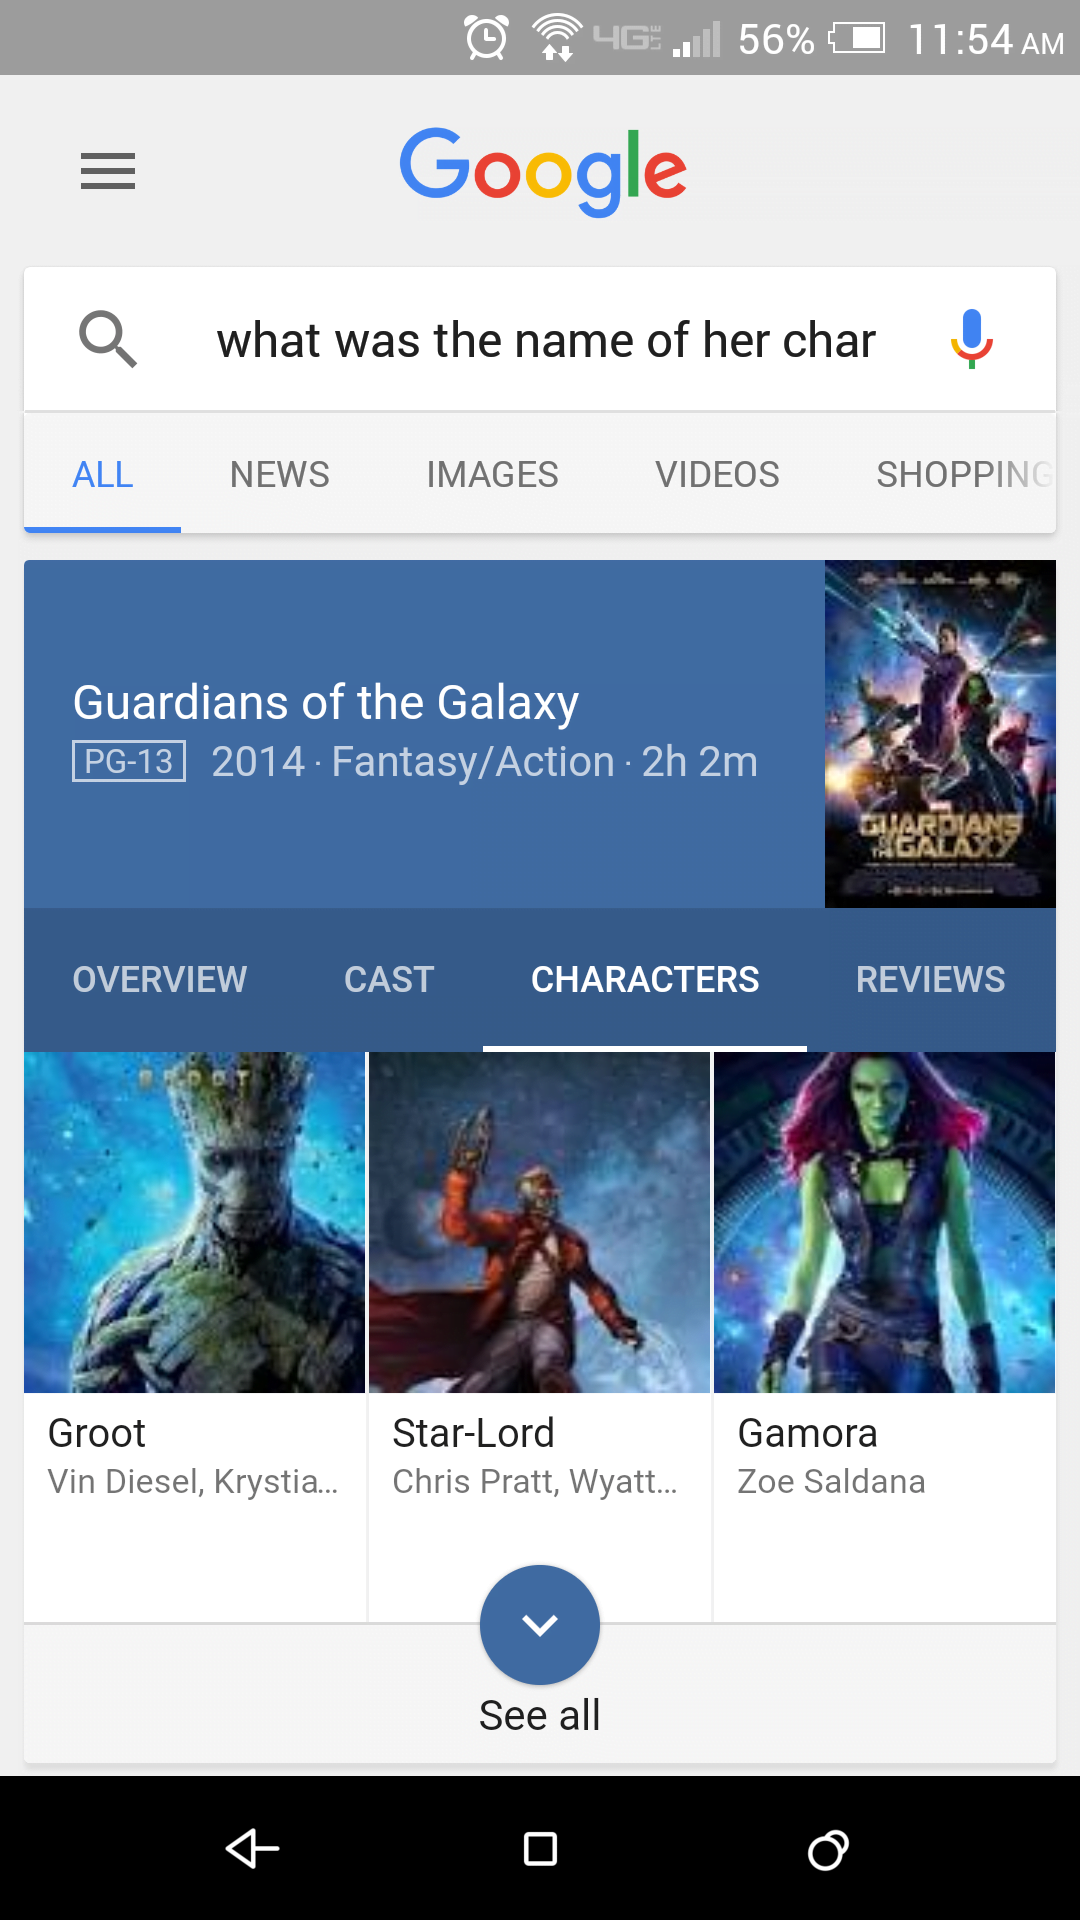 4G LTE 56% 11:54 AM
Google
what was the name of her char
ALL NEWS IMAGES VIDEOS SHOPPING
Guardians of the Galaxy
PG-13 2014 · Fantasy/Action · 2h 2m
GUARDIANS
OF THE GALAXY
OVERVIEW CAST CHARACTERS REVIEWS
GROOT
Groot Star-Lord Gamora
Vin Diesel, Krystia... Chris Pratt, Wyatt... Zoe Saldana
See all